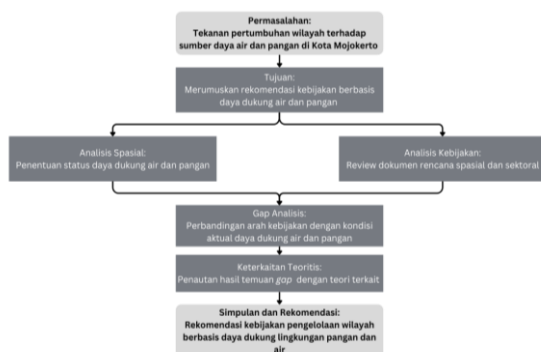 Permasalahan:
Tekanan pertumbuhan wilayah terhadap
sumber daya air dan pangan di Kota Mojokerto
Tujuan:
Merumuskan rekomendasi kebijakan berbasis
daya dukung air dan pangan
Analisis Spasial:
Penentuan status daya dukung air dan pangan
Analisis Kebijakan:
Review dokumen rencana spasial dan sektoral
Gap Analisis:
Perbandingan arah kebijakan dengan kondisi
aktual daya dukung air dan pangan
Keterkaitan Teoritis:
Penautan hasil temuan gap dengan teori terkait
Simpulan dan Rekomendasi:
Rekomendasi kebijakan pengelolaan wilayah
berbasis daya dukung lingkungan pangan dan
air